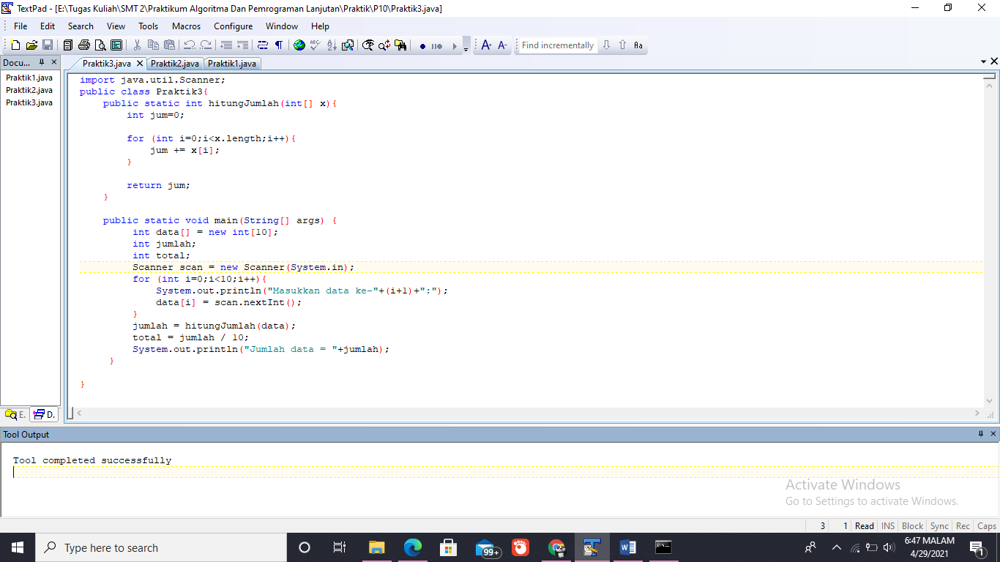 TextPad - [E:\Tugas Kuliah\SMT 2\Praktikum Algoritma Dan Pemrograman Lanjutan\Praktik\P10\Praktik3.java]
File Edit Search View Tools Macros Configure Window Help
Find incrementally
Docu...
Praktik3.java Praktik2.java Praktik1.java
Praktik1.java
Praktik2.java
Praktik3.java
import java.util.Scanner;
public class Praktik3{
public static int hitungJumlah(int[] x){
int jum=0;
for (int i=0;i<x.length;i++){
jum += x[i];
}
return jum;
}
public static void main(String[] args) {
int data[] = new int[10];
int jumlah;
int total;
Scanner scan = new Scanner(System.in);
for (int i=0;i<10;i++){
System.out.println("Masukkan data ke-"+(i+1)+":");
data[i] = scan.nextInt();
}
jumlah = hitungJumlah(data);
total = jumlah / 10;
System.out.println("Jumlah data = "+jumlah);
}
}
E. D.
Tool Output
Tool completed successfully
Activate Windows
Go to Settings to activate Windows.
3 1 Read INS Block Sync Rec Caps
Type here to search
99+
6:47 MALAM
4/29/2021
1